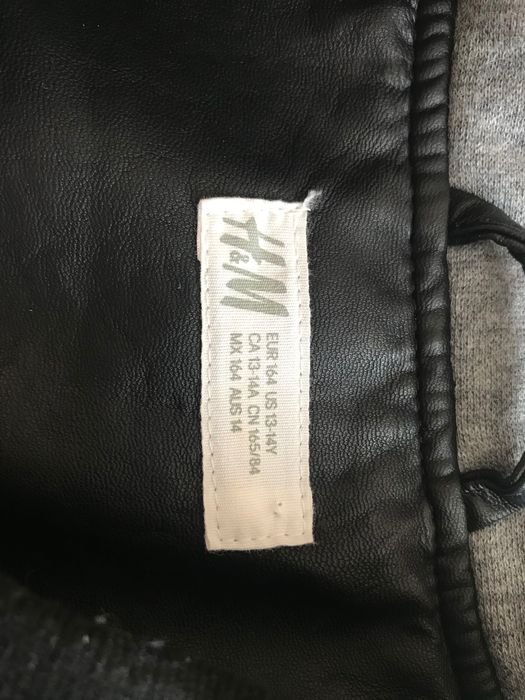 H&M
EUR 164 US 13-14Y
CA 13-14A CN 165/84
MX 164 AUS 14